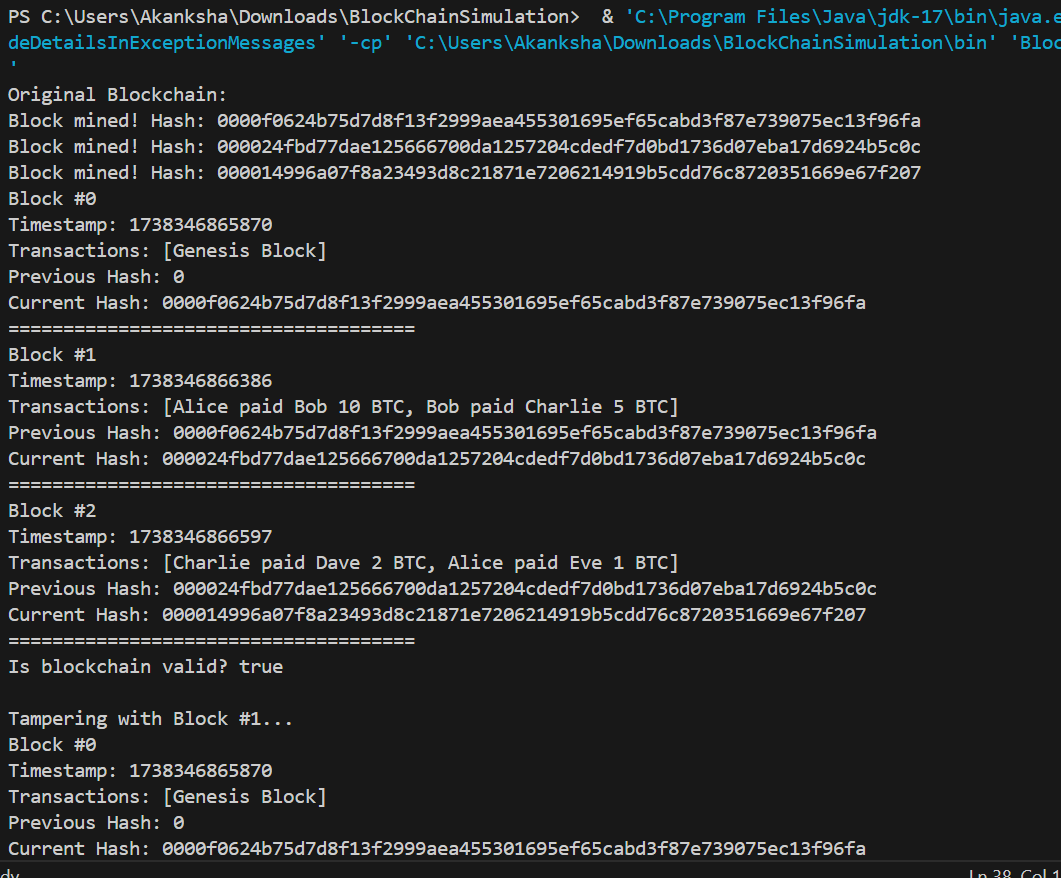 PS C:\Users\Akanksha\Downloads\BlockChainSimulation>  & 'C:\Program Files\Java\jdk-17\bin\java.e
deDetailsInExceptionMessages' '-cp' 'C:\Users\Akanksha\Downloads\BlockChainSimulation\bin' 'Bloc
'
Original Blockchain:
Block mined! Hash: 0000f0624b75d7d8f13f2999aea455301695ef65cabd3f87e739075ec13f96fa
Block mined! Hash: 000024fbd77dae125666700da1257204cdedf7d0bd1736d07eba17d6924b5c0c
Block mined! Hash: 000014996a07f8a23493d8c21871e7206214919b5cdd76c8720351669e67f207
Block #0
Timestamp: 1738346865870
Transactions: [Genesis Block]
Previous Hash: 0
Current Hash: 0000f0624b75d7d8f13f2999aea455301695ef65cabd3f87e739075ec13f96fa
=====================================
Block #1
Timestamp: 1738346866386
Transactions: [Alice paid Bob 10 BTC, Bob paid Charlie 5 BTC]
Previous Hash: 0000f0624b75d7d8f13f2999aea455301695ef65cabd3f87e739075ec13f96fa
Current Hash: 000024fbd77dae125666700da1257204cdedf7d0bd1736d07eba17d6924b5c0c
=====================================
Block #2
Timestamp: 1738346866597
Transactions: [Charlie paid Dave 2 BTC, Alice paid Eve 1 BTC]
Previous Hash: 000024fbd77dae125666700da1257204cdedf7d0bd1736d07eba17d6924b5c0c
Current Hash: 000014996a07f8a23493d8c21871e7206214919b5cdd76c8720351669e67f207
=====================================
Is blockchain valid? true
Tampering with Block #1...
Block #0
Timestamp: 1738346865870
Transactions: [Genesis Block]
Previous Hash: 0
Current Hash: 0000f0624b75d7d8f13f2999aea455301695ef65cabd3f87e739075ec13f96fa